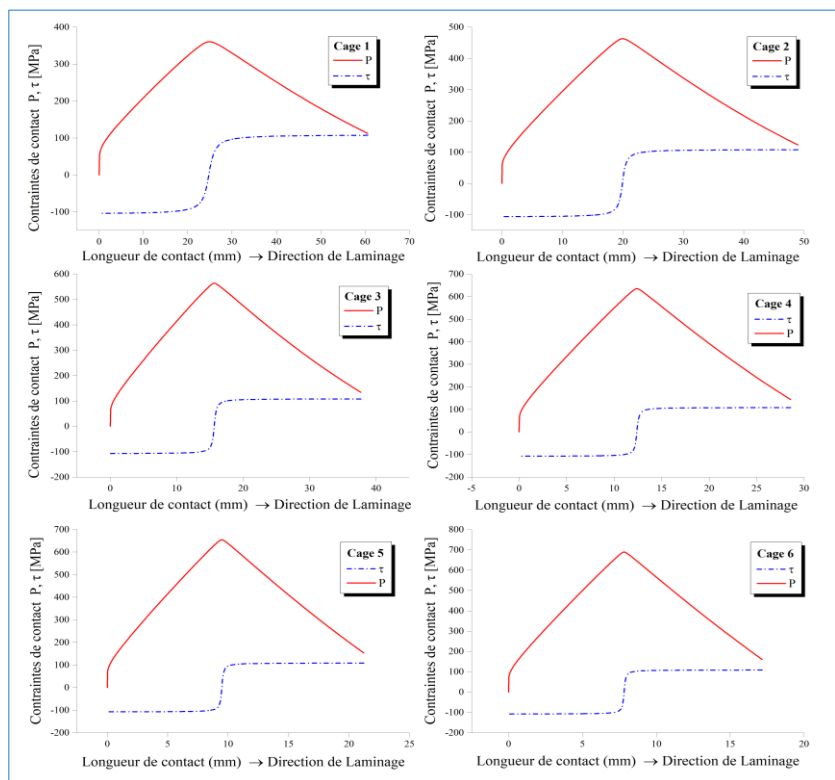 Cage 1
P
τ
Contraintes de contact P, τ [MPa]
400
300
200
100
0
-100
0 10 20 30 40 50 60 70
Longueur de contact (mm) → Direction de Laminage
Cage 2
P
τ
Contraintes de contact P, τ [MPa]
500
400
300
200
100
0
-100
0 10 20 30 40 50
Longueur de contact (mm) → Direction de Laminage
Cage 3
P
τ
Contraintes de contact P, τ [MPa]
600
500
400
300
200
100
0
-100
-200
0 10 20 30 40
Longueur de contact (mm) → Direction de Laminage
Cage 4
τ
P
Contraintes de contact P, τ [MPa]
700
600
500
400
300
200
100
0
-100
-200
-5 0 5 10 15 20 25 30
Longueur de contact (mm) → Direction de Laminage
Cage 5
τ
P
Contraintes de contact P, τ [MPa]
700
600
500
400
300
200
100
0
-100
-200
0 5 10 15 20 25
Longueur de contact (mm) → Direction de Laminage
Cage 6
τ
P
Contraintes de contact P, τ [MPa]
800
700
600
500
400
300
200
100
0
-100
-200
0 5 10 15 20
Longueur de contact (mm) → Direction de Laminage